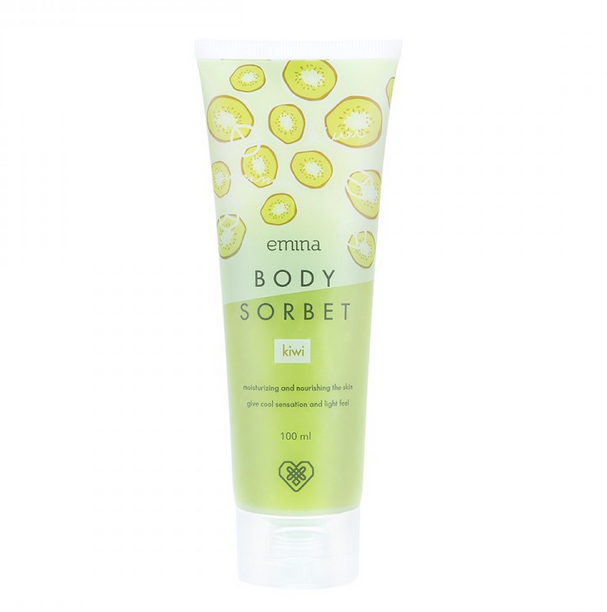 emina
BODY
SORBET
kiwi
moisturizing and nourishing the skin
give cool sensation and light feel
100 ml